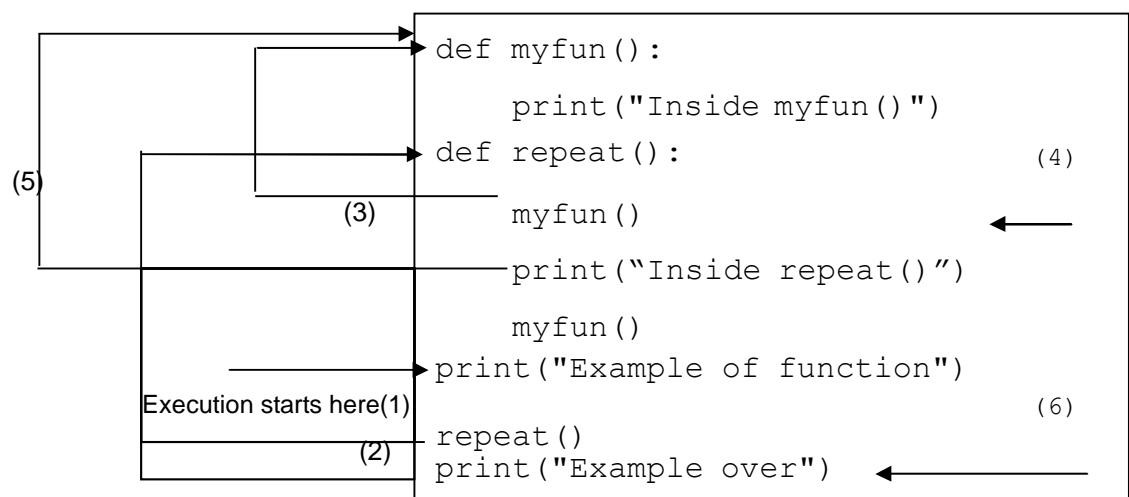 def myfun():
print("Inside myfun()")
def repeat():
(4)
(5)
(3)
myfun()
print(“Inside repeat()”)
myfun()
print("Example of function")
Execution starts here(1)
(6)
repeat()
(2)
print("Example over")